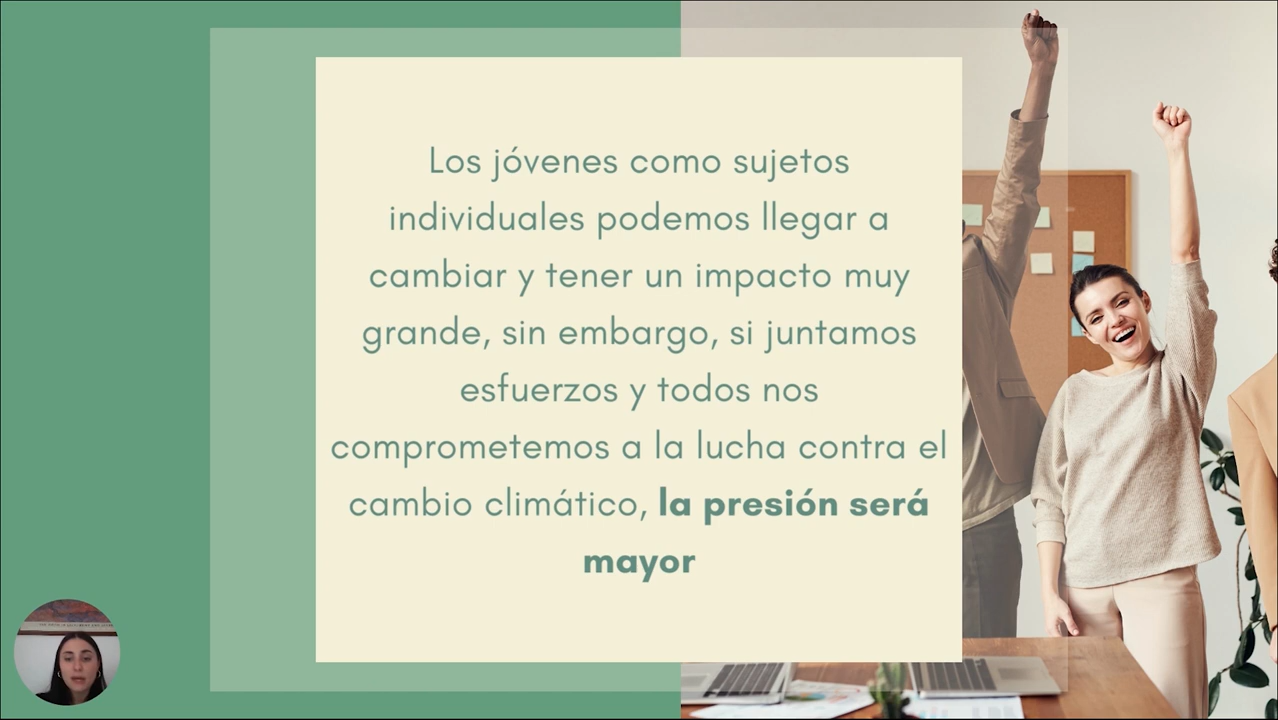 Los jóvenes como sujetos
individuales podemos llegar a
cambiar y tener un impacto muy
grande, sin embargo, si juntamos
esfuerzos y todos nos
comprometemos a la lucha contra el
cambio climático, la presión será
mayor